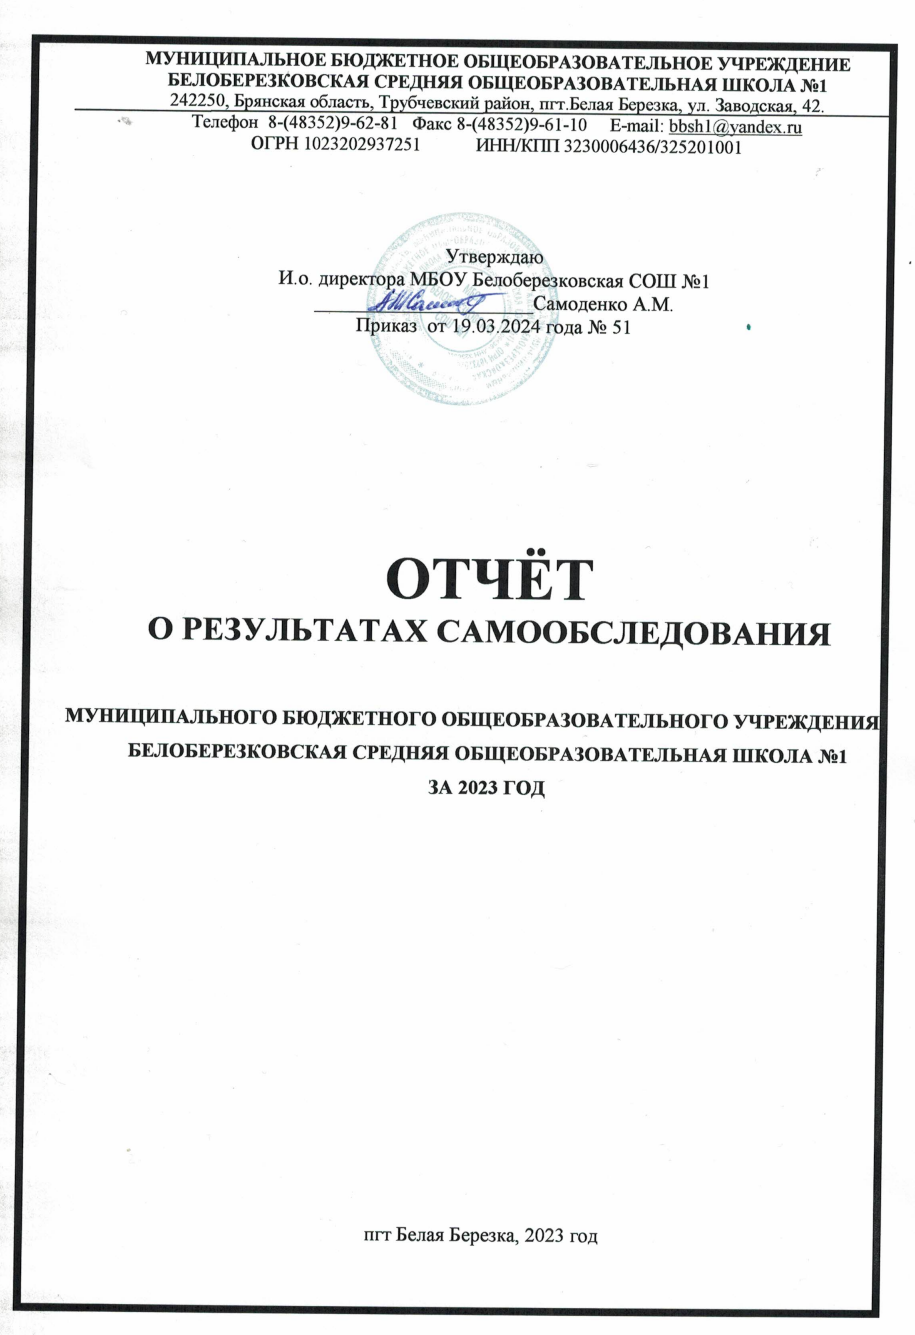 МУНИЦИПАЛЬНОЕ БЮДЖЕТНОЕ ОБЩЕОБРАЗОВАТЕЛЬНОЕ УЧРЕЖДЕНИЕ
БЕЛОБЕРЕЗКОВСКАЯ СРЕДНЯЯ ОБЩЕОБРАЗОВАТЕЛЬНАЯ ШКОЛА №1
242250, Брянская область, Трубчевский район, пгт.Белая Березка, ул. Заводская, 42.
Телефон 8-(48352)9-62-81 Факс 8-(48352)9-61-10 E-mail: bbsh1@yandex.ru
ОГРН 1023202937251 ИНН/КПП 3230006436/325201001
Утверждаю
И.о. директора МБОУ Белоберезковская СОШ №1
Самоденко А.М.
Приказ от 19.03.2024 года № 51
ОТЧЁТ
О РЕЗУЛЬТАТАХ САМООБСЛЕДОВАНИЯ
МУНИЦИПАЛЬНОГО БЮДЖЕТНОГО ОБЩЕОБРАЗОВАТЕЛЬНОГО УЧРЕЖДЕНИЯ
БЕЛОБЕРЕЗКОВСКАЯ СРЕДНЯЯ ОБЩЕОБРАЗОВАТЕЛЬНАЯ ШКОЛА №1
ЗА 2023 ГОД
пгт Белая Березка, 2023 год